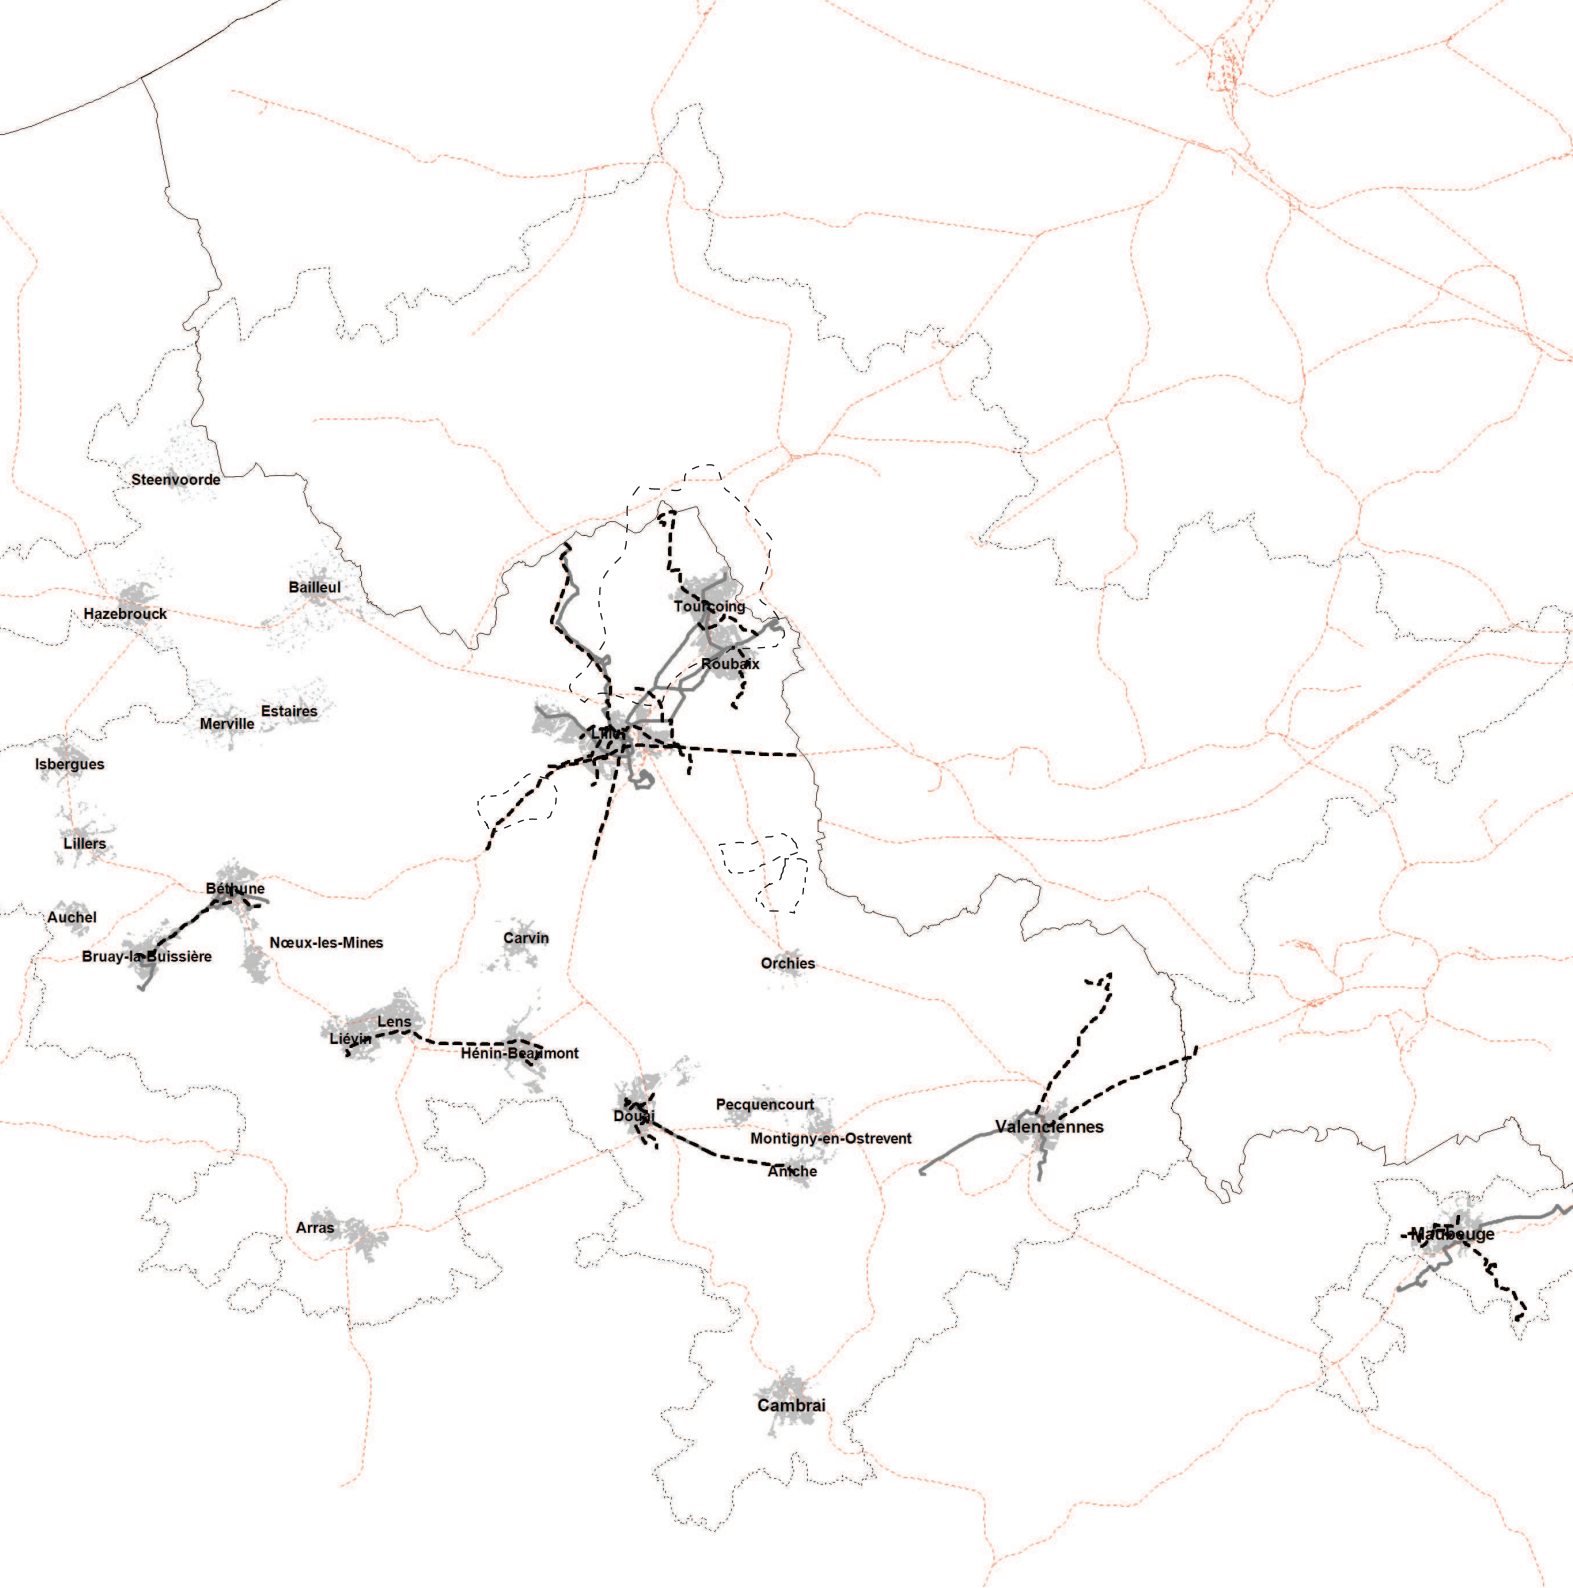 Steenvoorde
Bailleul
Hazebrouck
Tourcoing
Roubaix
Estaires
Merville
Lille
Isbergues
Lillers
Béthune
Auchel
Nœux-les-Mines
Carvin
Bruay-la-Buissière
Orchies
Lens
Liévin
Hénin-Beaumont
Pecquencourt
Douai
Valenciennes
Montigny-en-Ostrevent
Aniche
Arras
Maubeuge
Cambrai